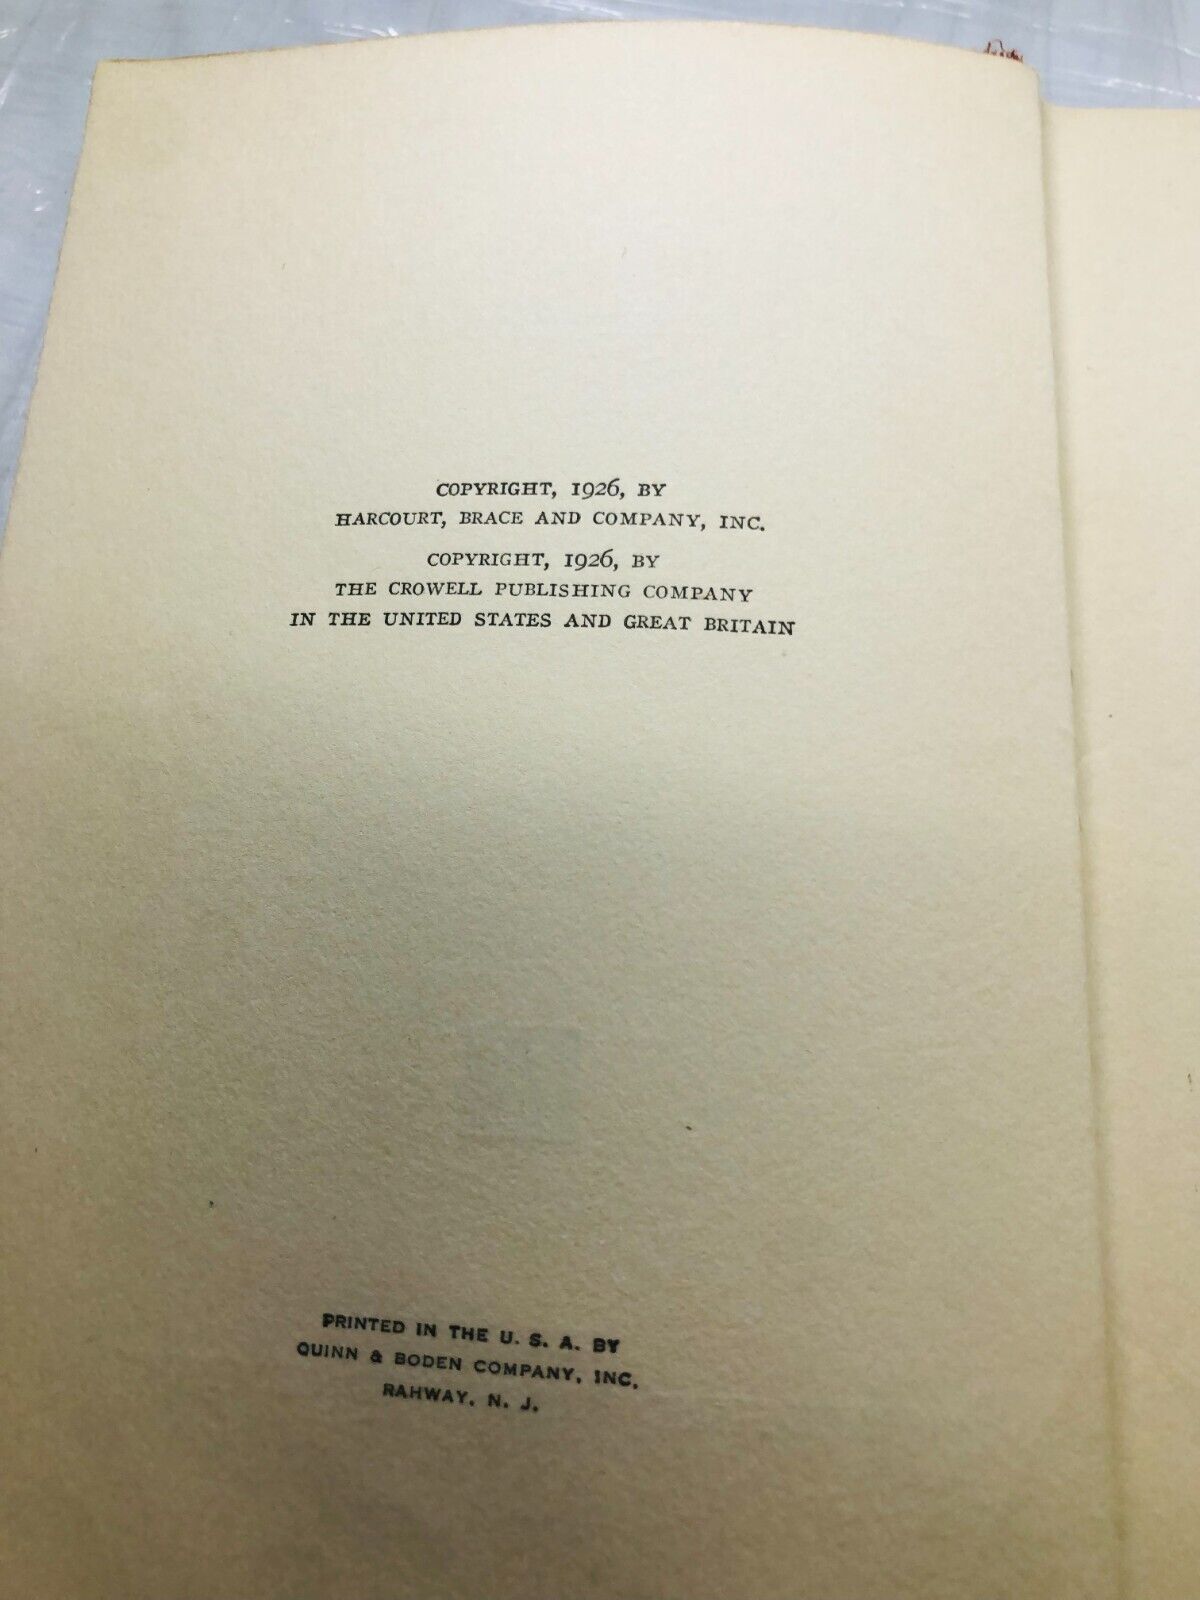 COPYRIGHT, 1926, BY
HARCOURT, BRACE AND COMPANY, INC.
COPYRIGHT, 1926, BY
THE CROWELL PUBLISHING COMPANY
IN THE UNITED STATES AND GREAT BRITAIN
PRINTED IN THE U. S. A. BY
QUINN & BODEN COMPANY, INC.
RAHWAY, N. J.